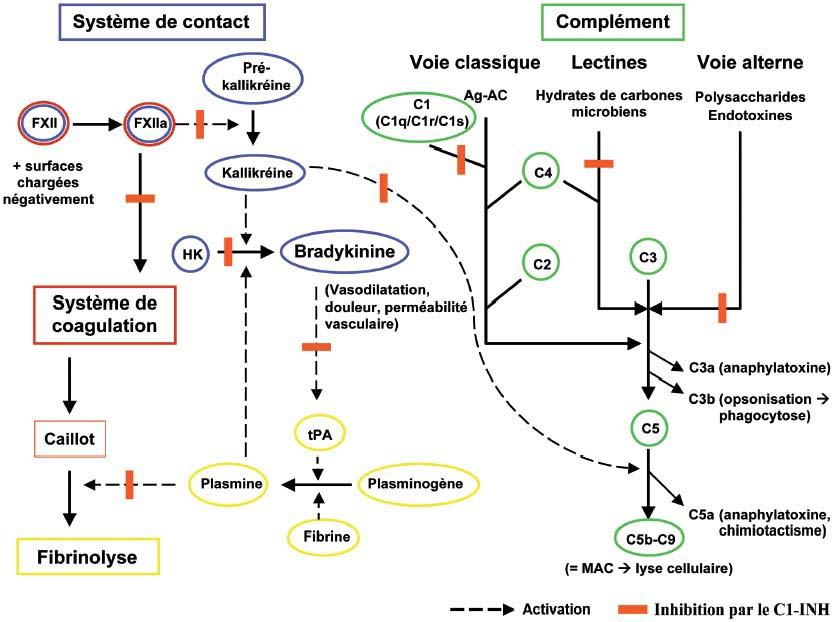 Système de contact
Complément
Voie classique
Lectines
Voie alterne
Pré-
kallikréine
C1
(C1q/C1r/C1s)
Ag-AC
Hydrates de carbones
microbiens
Polysaccharides
Endotoxines
FXII
FXIIa
+ surfaces
chargées
négativement
Kallikréine
C4
HK
Bradykinine
C2
C3
(Vasodilatation,
douleur, perméabilité
vasculaire)
Système de
coagulation
C3a (anaphylatoxine)
C3b (opsonisation →
phagocytose)
Caillot
tPA
C5
Plasmine
Plasminogène
C5a (anaphylatoxine,
chimiotactisme)
Fibrine
Fibrinolyse
C5b-C9
(= MAC → lyse cellulaire)
Activation
Inhibition par le C1-INH